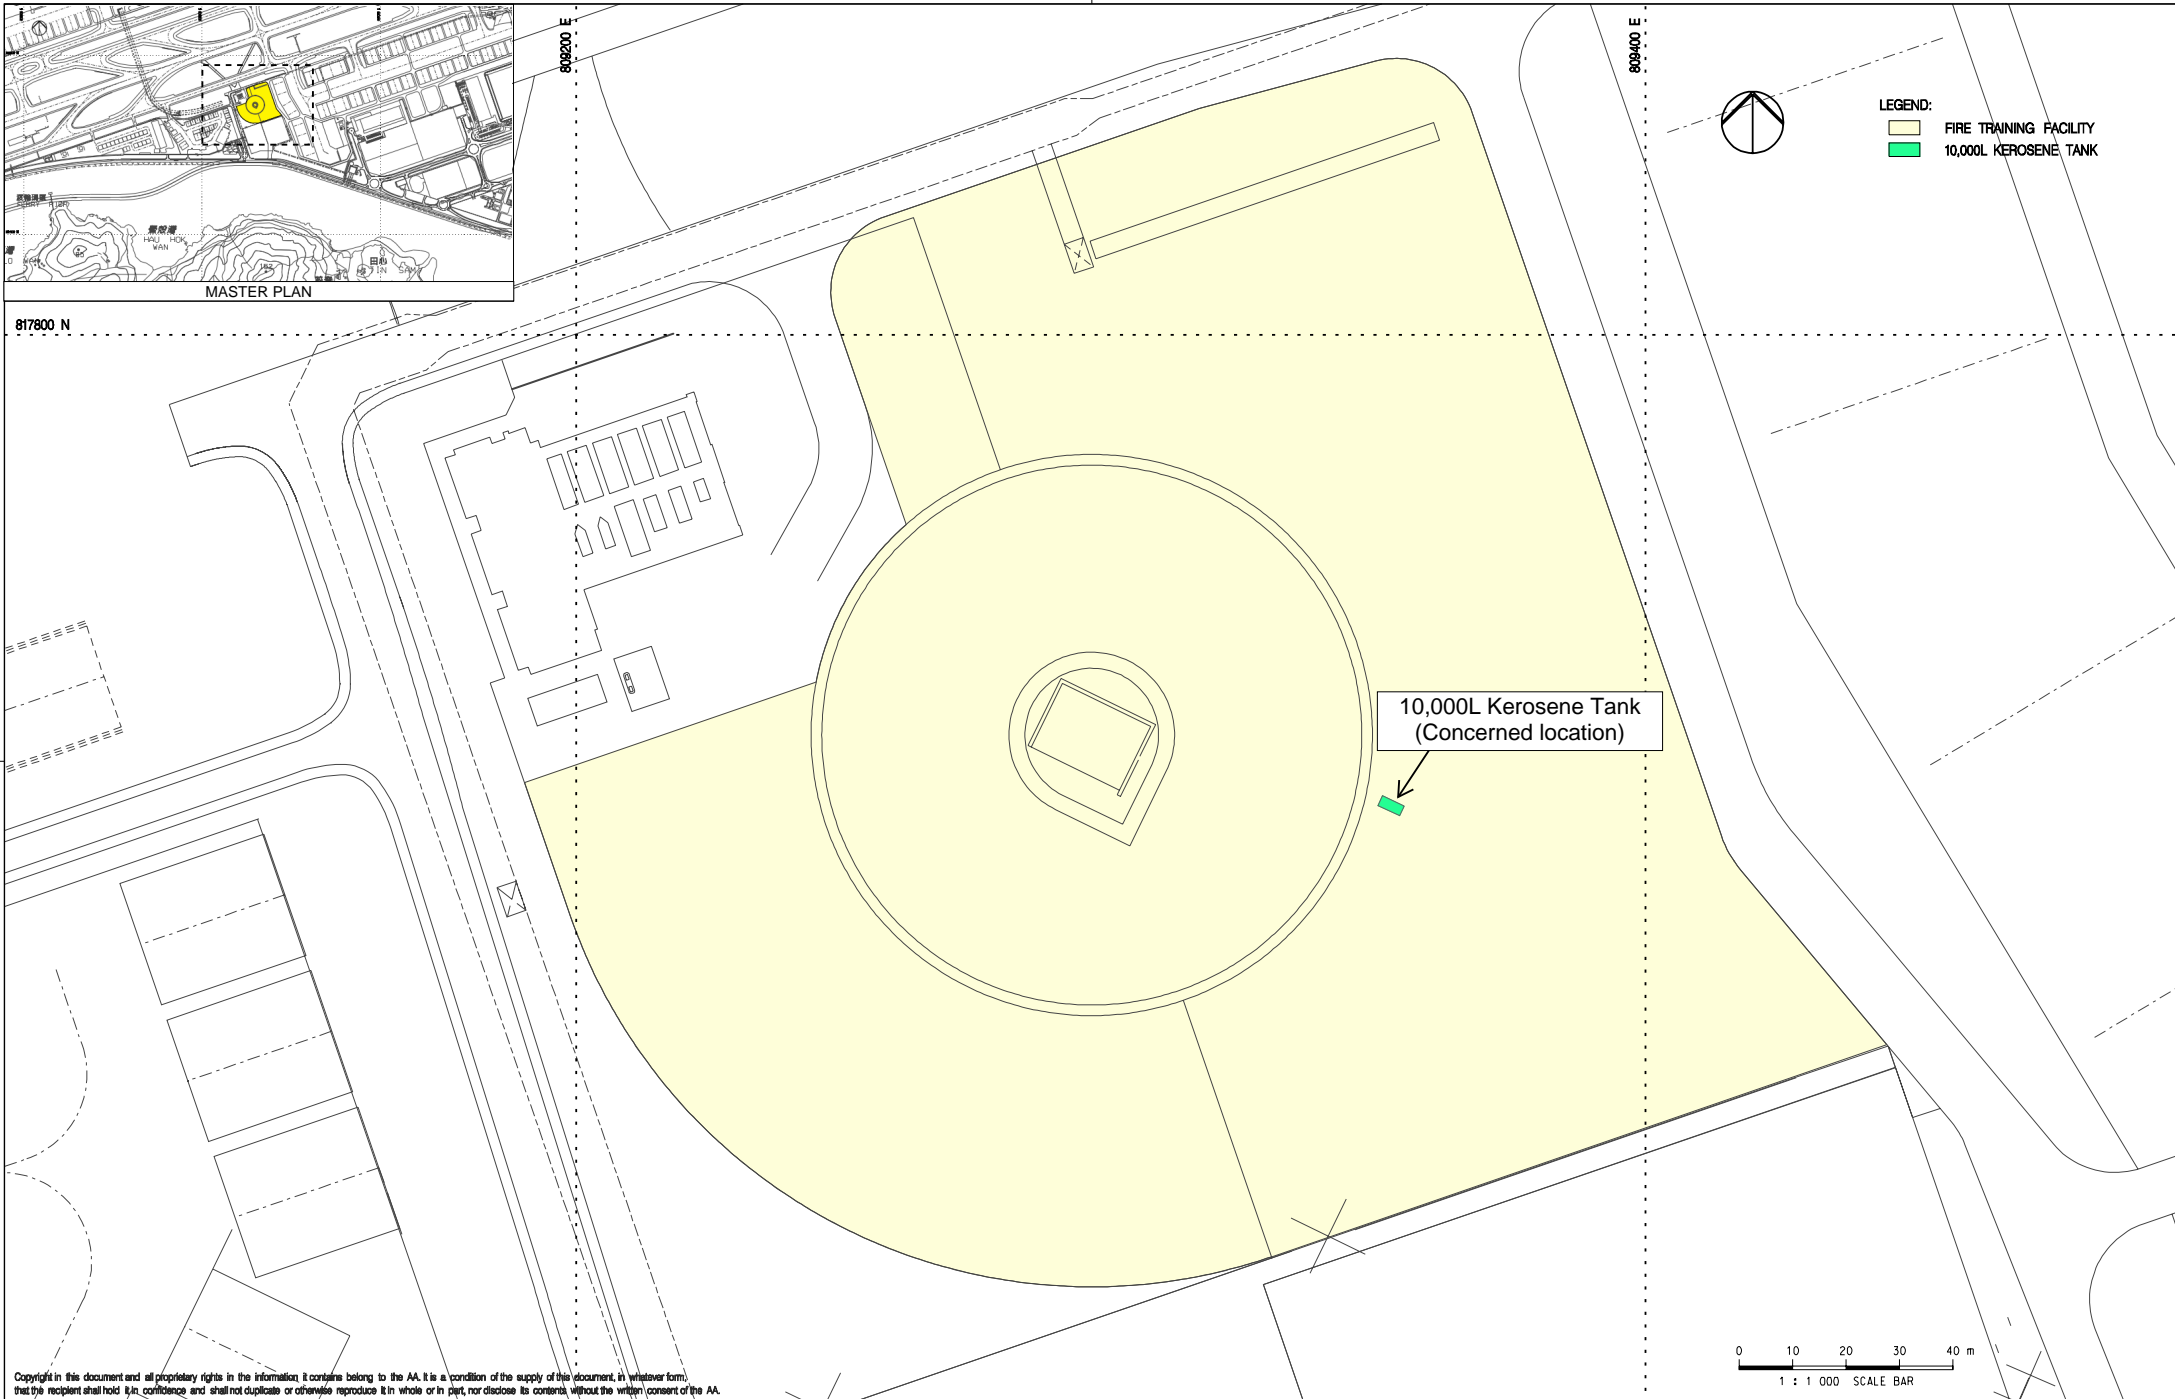 809200 E
809400 E
LEGEND:
FIRE TRAINING FACILITY
10,000L KEROSENE TANK
HAU HOK
WAN
MASTER PLAN
817800 N
10,000L Kerosene Tank
(Concerned location)
0 10 20 30 40 m
1 : 1 000 SCALE BAR
Copyright in this document and all proprietary rights in the information it contains belong to the AA. It is a condition of the supply of this document, in whatever form,
that the recipient shall hold it in confidence and shall not duplicate or otherwise reproduce it in whole or in part, nor disclose its contents without the written consent of the AA.